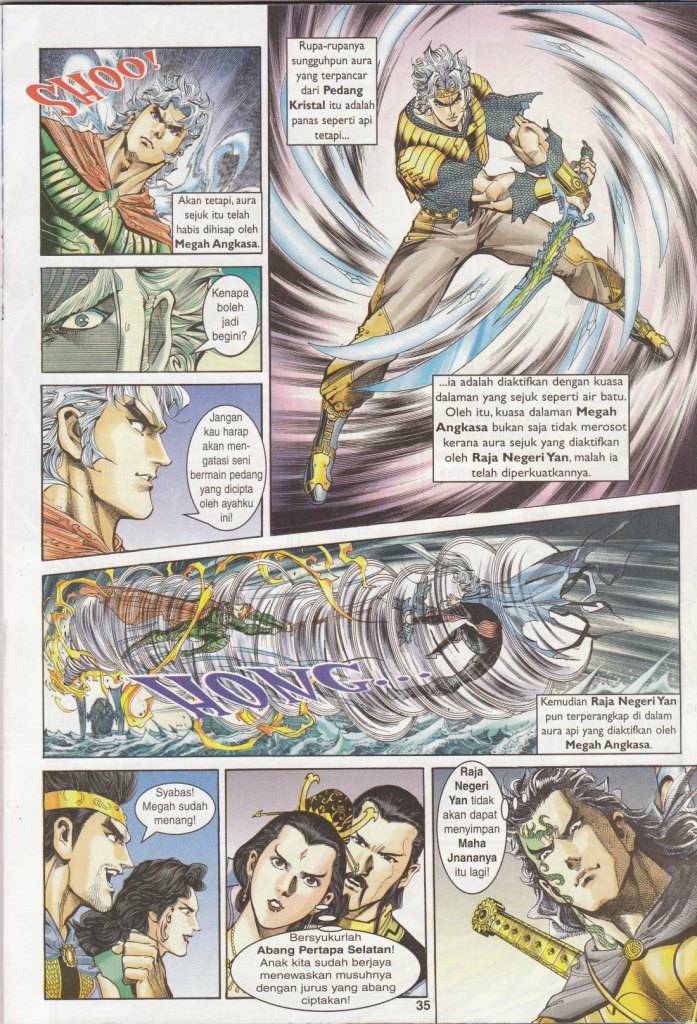 SHOO!
Akan tetapi, aura
sejuk itu telah
habis dihisap oleh
Megah Angkasa.
Rupa-rupanya
sungguhpun aura
yang terpancar
dari Pedang
Kristal itu adalah
panas seperti api
tetapi...
...ia adalah diaktifkan dengan kuasa
dalaman yang sejuk seperti air batu.
Oleh itu, kuasa dalaman Megah
Angkasa bukan saja tidak merosot
kerana aura sejuk yang diaktifkan
oleh Raja Negeri Yan, malah ia
telah diperkuatkannya.
Kenapa
boleh
jadi
begini?
Jangan
kau harap
akan men-
gatasi seni
bermain pedang
yang dicipta
oleh ayahku
ini!
HONG...
Kemudian Raja Negeri Yan
pun terperangkap di dalam
aura api yang diaktifkan oleh
Megah Angkasa.
Syabas!
Megah sudah
menang!
Bersyukurlah
Abang Pertapa Selatan!
Anak kita sudah berjaya
menewaskan musuhnya
dengan jurus yang abang
ciptakan!
Raja
Negeri
Yan tidak
akan dapat
menyimpan
Maha
Jnananya
itu lagi!
35